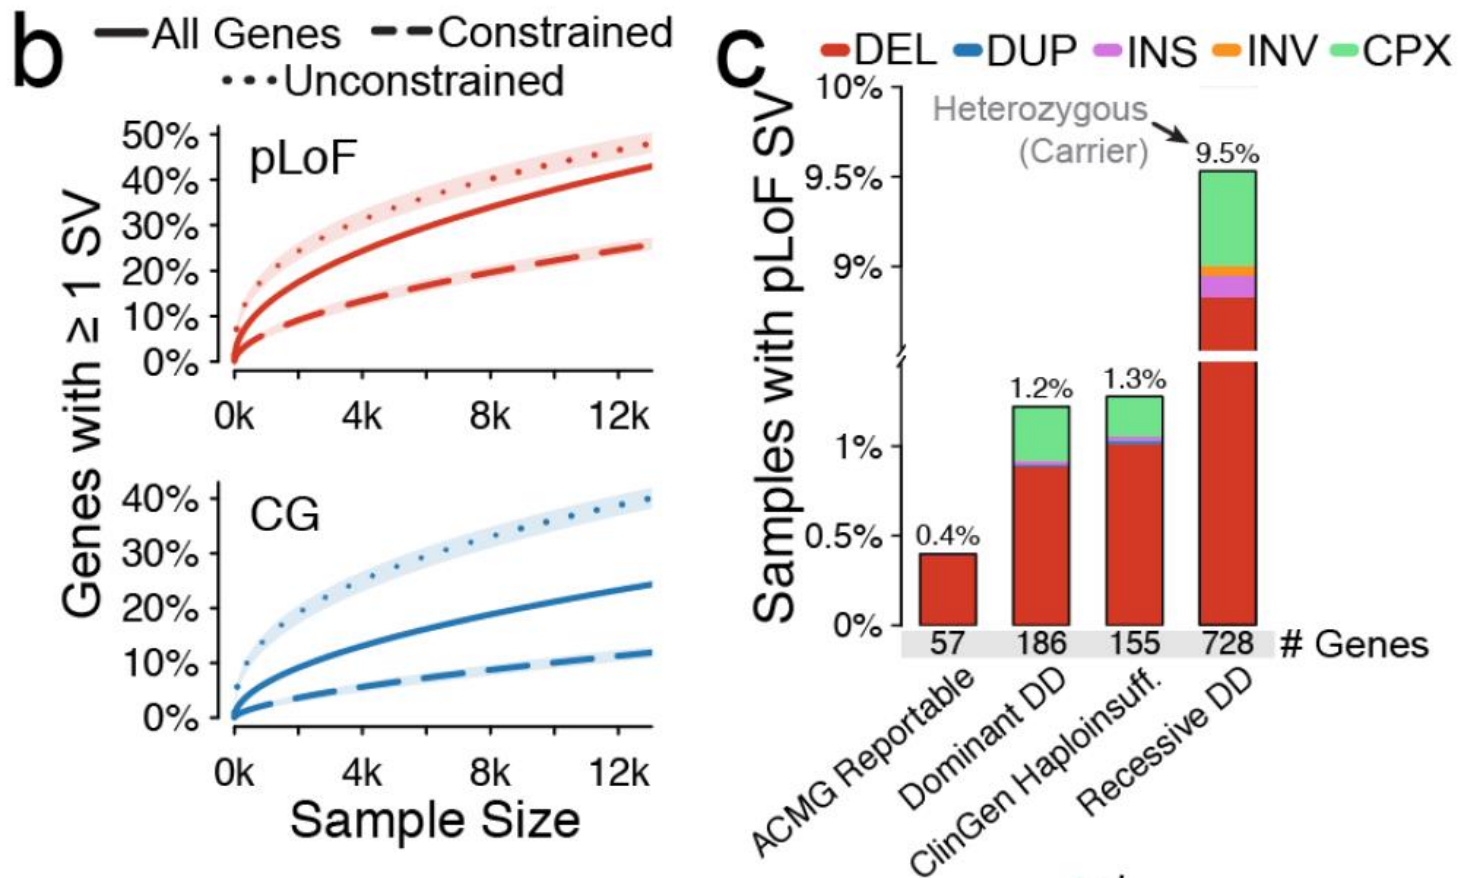 b
All Genes Constrained
Unconstrained
Genes with ≥ 1 SV
pLoF
50%
40%
30%
20%
10%
0%
0k 4k 8k 12k
CG
40%
30%
20%
10%
0%
0k 4k 8k 12k
Sample Size
c
DEL DUP INS INV CPX
Samples with pLoF SV
10%
9.5%
9%
1%
0.5%
0%
Heterozygous
(Carrier)
0.4%
1.2%
1.3%
9.5%
57 186 155 728 # Genes
ACMG Reportable
Dominant DD
ClinGen Haploinsuff.
Recessive DD